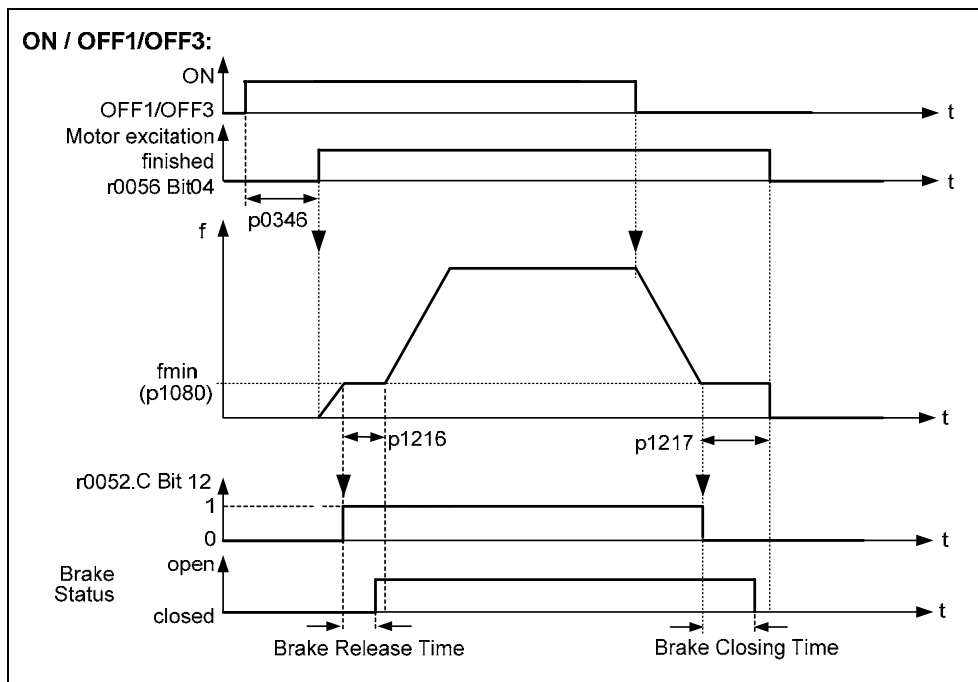 ON / OFF1/OFF3:
ON
OFF1/OFF3
t
Motor excitation
finished
r0056 Bit04
t
p0346
f
fmin
(p1080)
t
p1216
p1217
r0052.C Bit 12
1
0
t
Brake
Status
open
closed
t
Brake Release Time
Brake Closing Time